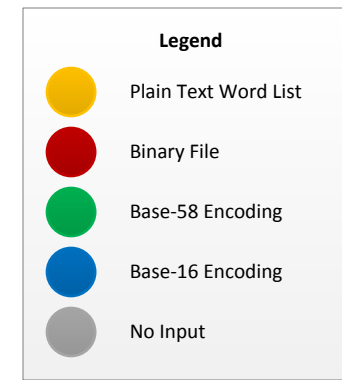 Legend
Plain Text Word List
Binary File
Base-58 Encoding
Base-16 Encoding
No Input